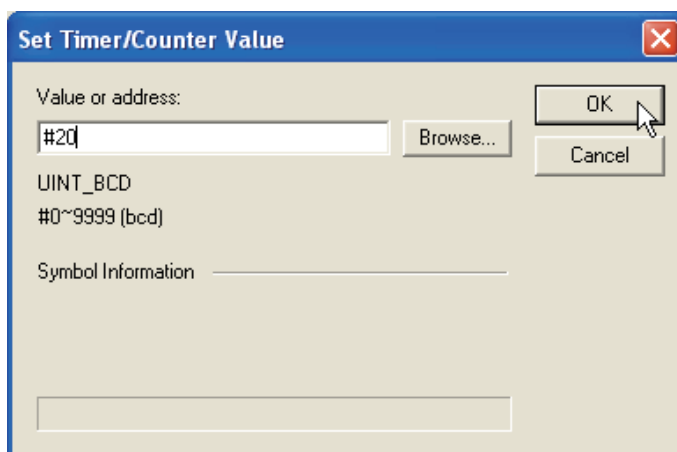 Set Timer/Counter Value
Value or address:
OK
#20
Browse...
Cancel
UINT_BCD
#0~9999 (bcd)
Symbol Information